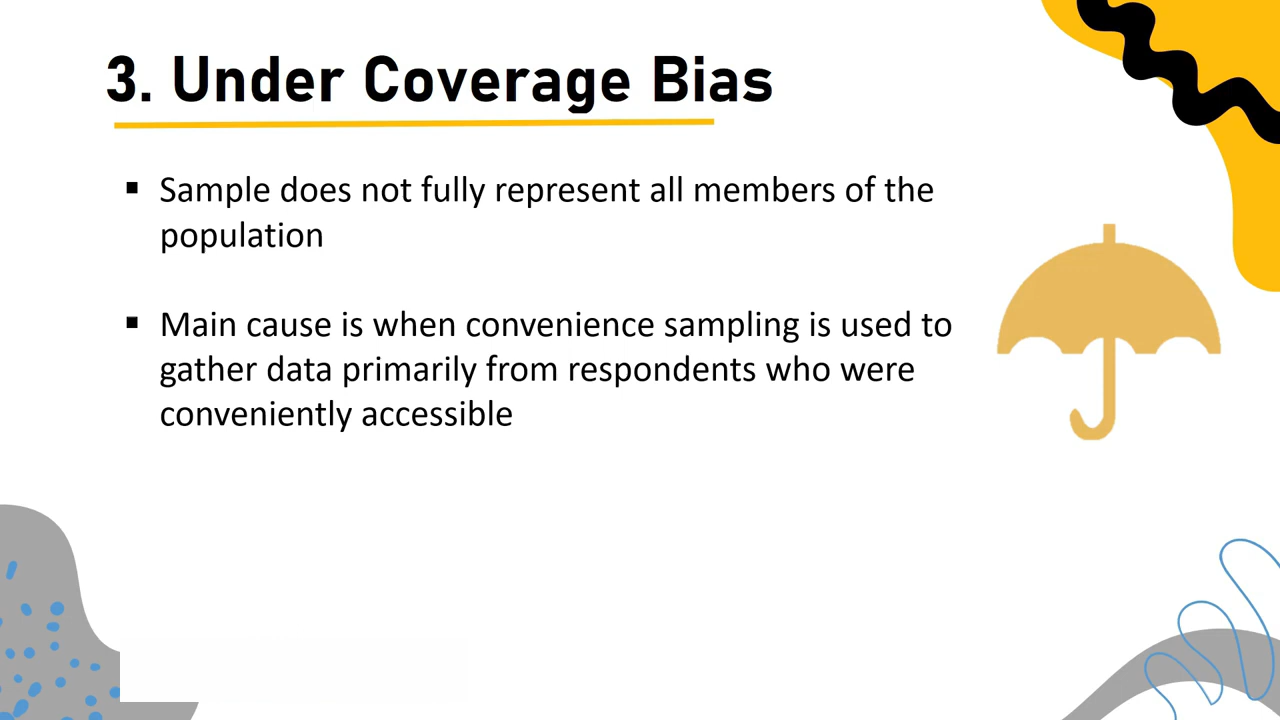 3. Under Coverage Bias
▪ Sample does not fully represent all members of the
population
▪ Main cause is when convenience sampling is used to
gather data primarily from respondents who were
conveniently accessible